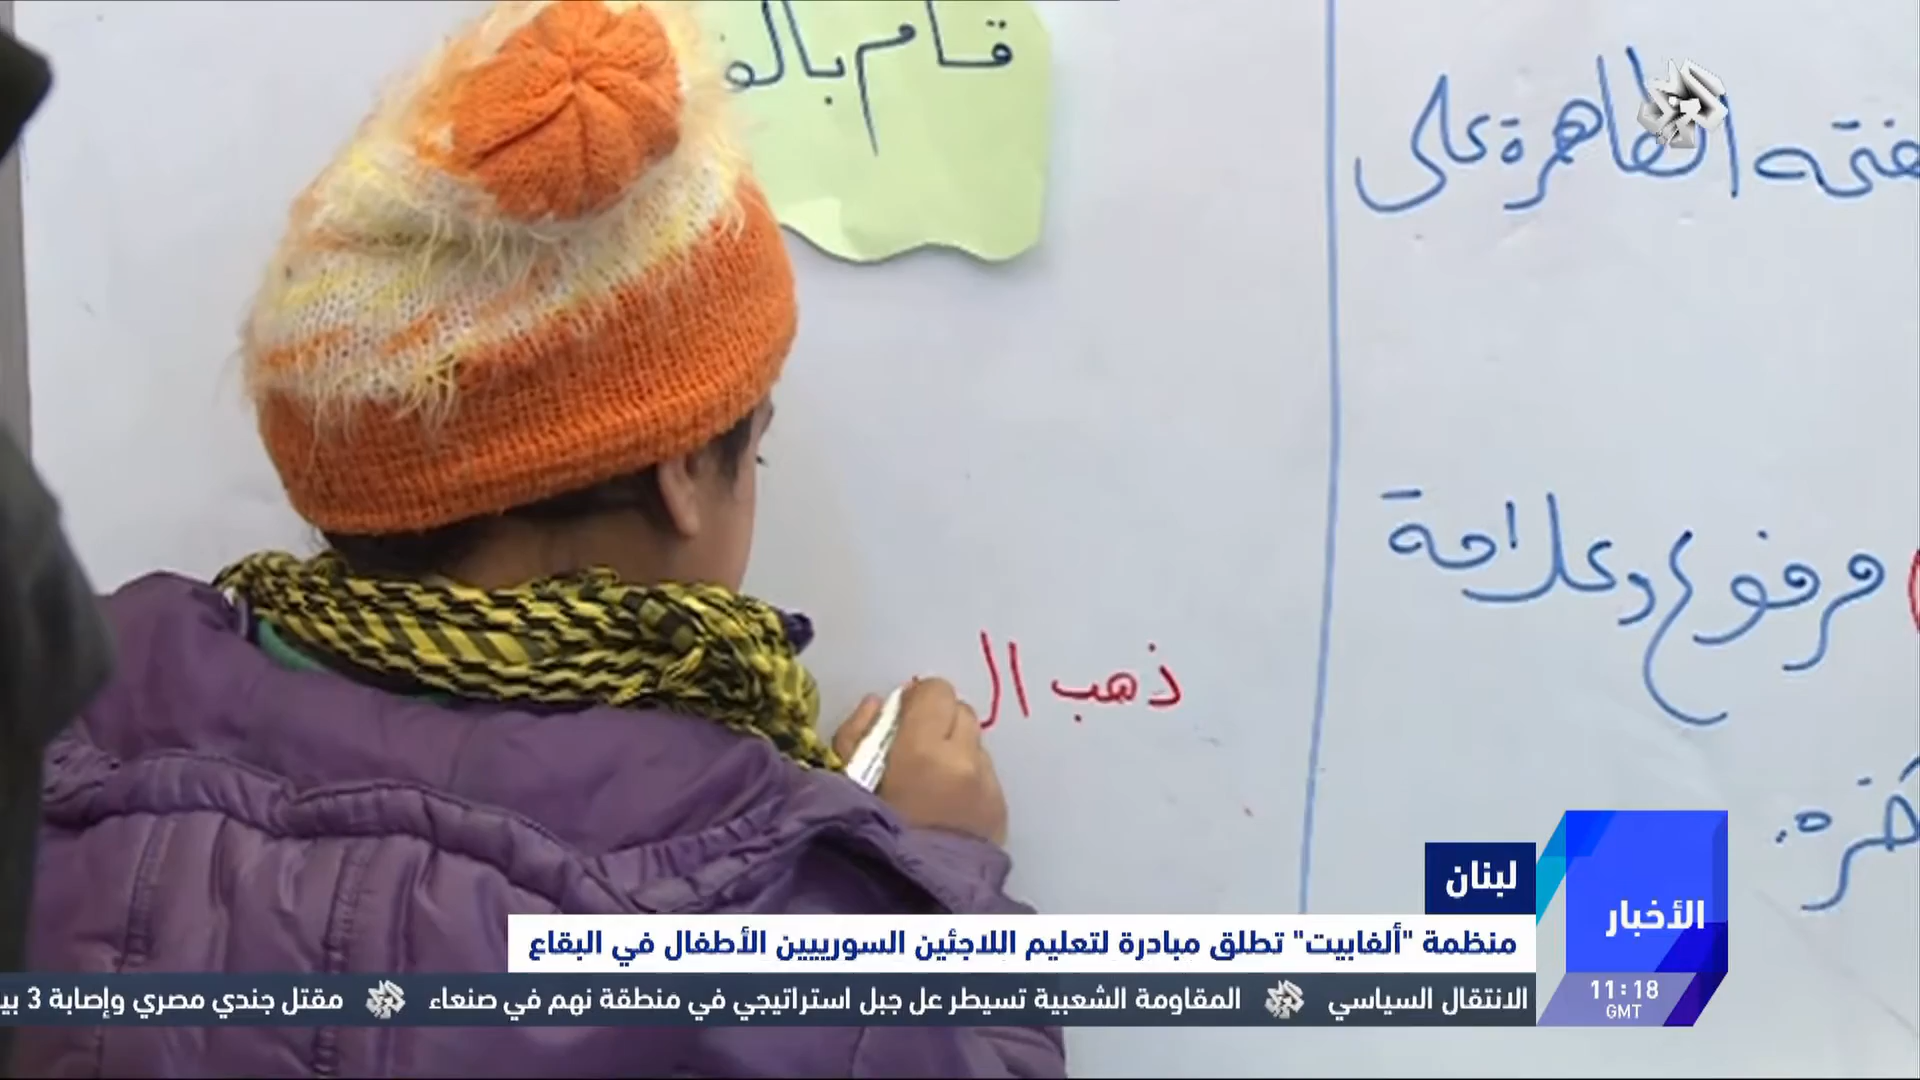 قام بالو
الظاهرة على
مرفوع وعلامة
ذهب ال
لبنان
الأخبار
منظمة "ألفابيت" تطلق مبادرة لتعليم اللاجئين السورييين الأطفال في البقاع
11:18
GMT
الانتقال السياسي المقاومة الشعبية تسيطر عل جبل استراتيجي في منطقة نهم في صنعاء مقتل جندي مصري وإصابة 3